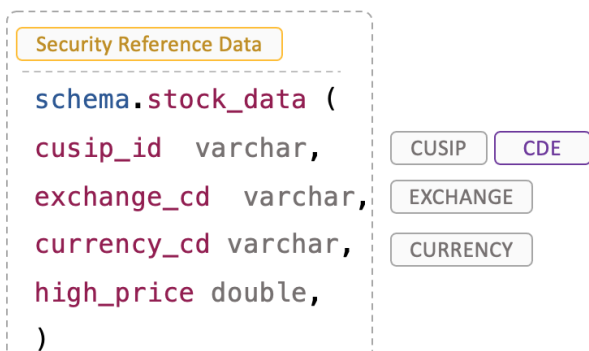 Security Reference Data
schema.stock_data (
cusip_id varchar, CUSIP CDE
exchange_cd varchar, EXCHANGE
currency_cd varchar, CURRENCY
high_price double,
)